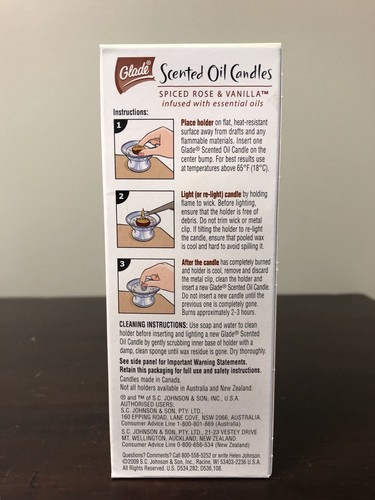 Glade® Scented Oil Candles
SPICED ROSE & VANILLA™
infused with essential oils
Instructions:
1
Place holder on flat, heat-resistant
surface away from drafts and any
flammable materials. Insert one
Glade® Scented Oil Candle on the
center bump. For best results use
at temperatures above 65°F (18°C).
2
Light (or re-light) candle by holding
flame to wick. Before lighting,
ensure that the holder is free of
debris. Do not trim wick or metal
clip. If tilting the holder to re-light
the candle, ensure that pooled wax
is cool and hard to avoid spilling it.
3
After the candle has completely burned
and holder is cool, remove and discard
the metal clip, clean the holder and
insert a new Glade® Scented Oil Candle.
Do not insert a new candle until the
previous one is completely gone.
Burns approximately 2-3 hours.
CLEANING INSTRUCTIONS: Use soap and water to clean
holder before inserting and lighting a new Glade® Scented
Oil Candle by gently scrubbing inner base of holder with a
damp, clean sponge until wax residue is gone. Dry thoroughly.
See side panel for Important Warning Statements.
Retain this packaging for full use and safety instructions.
Candles made in Canada.
Not all holders available in Australia and New Zealand
® and ™ of S.C. JOHNSON & SON, INC., U.S.A.
AUTHORISED USERS:
S.C. JOHNSON & SON, PTY. LTD.,
160 EPPING ROAD, LANE COVE, NSW 2066, AUSTRALIA.
Consumer Advice Line 1-800-801-869 (Australia)
S.C. JOHNSON & SON, PTY LTD., 21-23 VESTEY DRIVE
MT. WELLINGTON, AUCKLAND, NEW ZEALAND.
Consumer Advice Line 0-800-656-534 (New Zealand)
Questions? Comments? Call 800-558-5252 or write Helen Johnson.
©2009 S.C. Johnson & Son, Inc. Racine, WI 53403-2236 U.S.A.
All Rights Reserved. U.S. D534,282; D536,108.